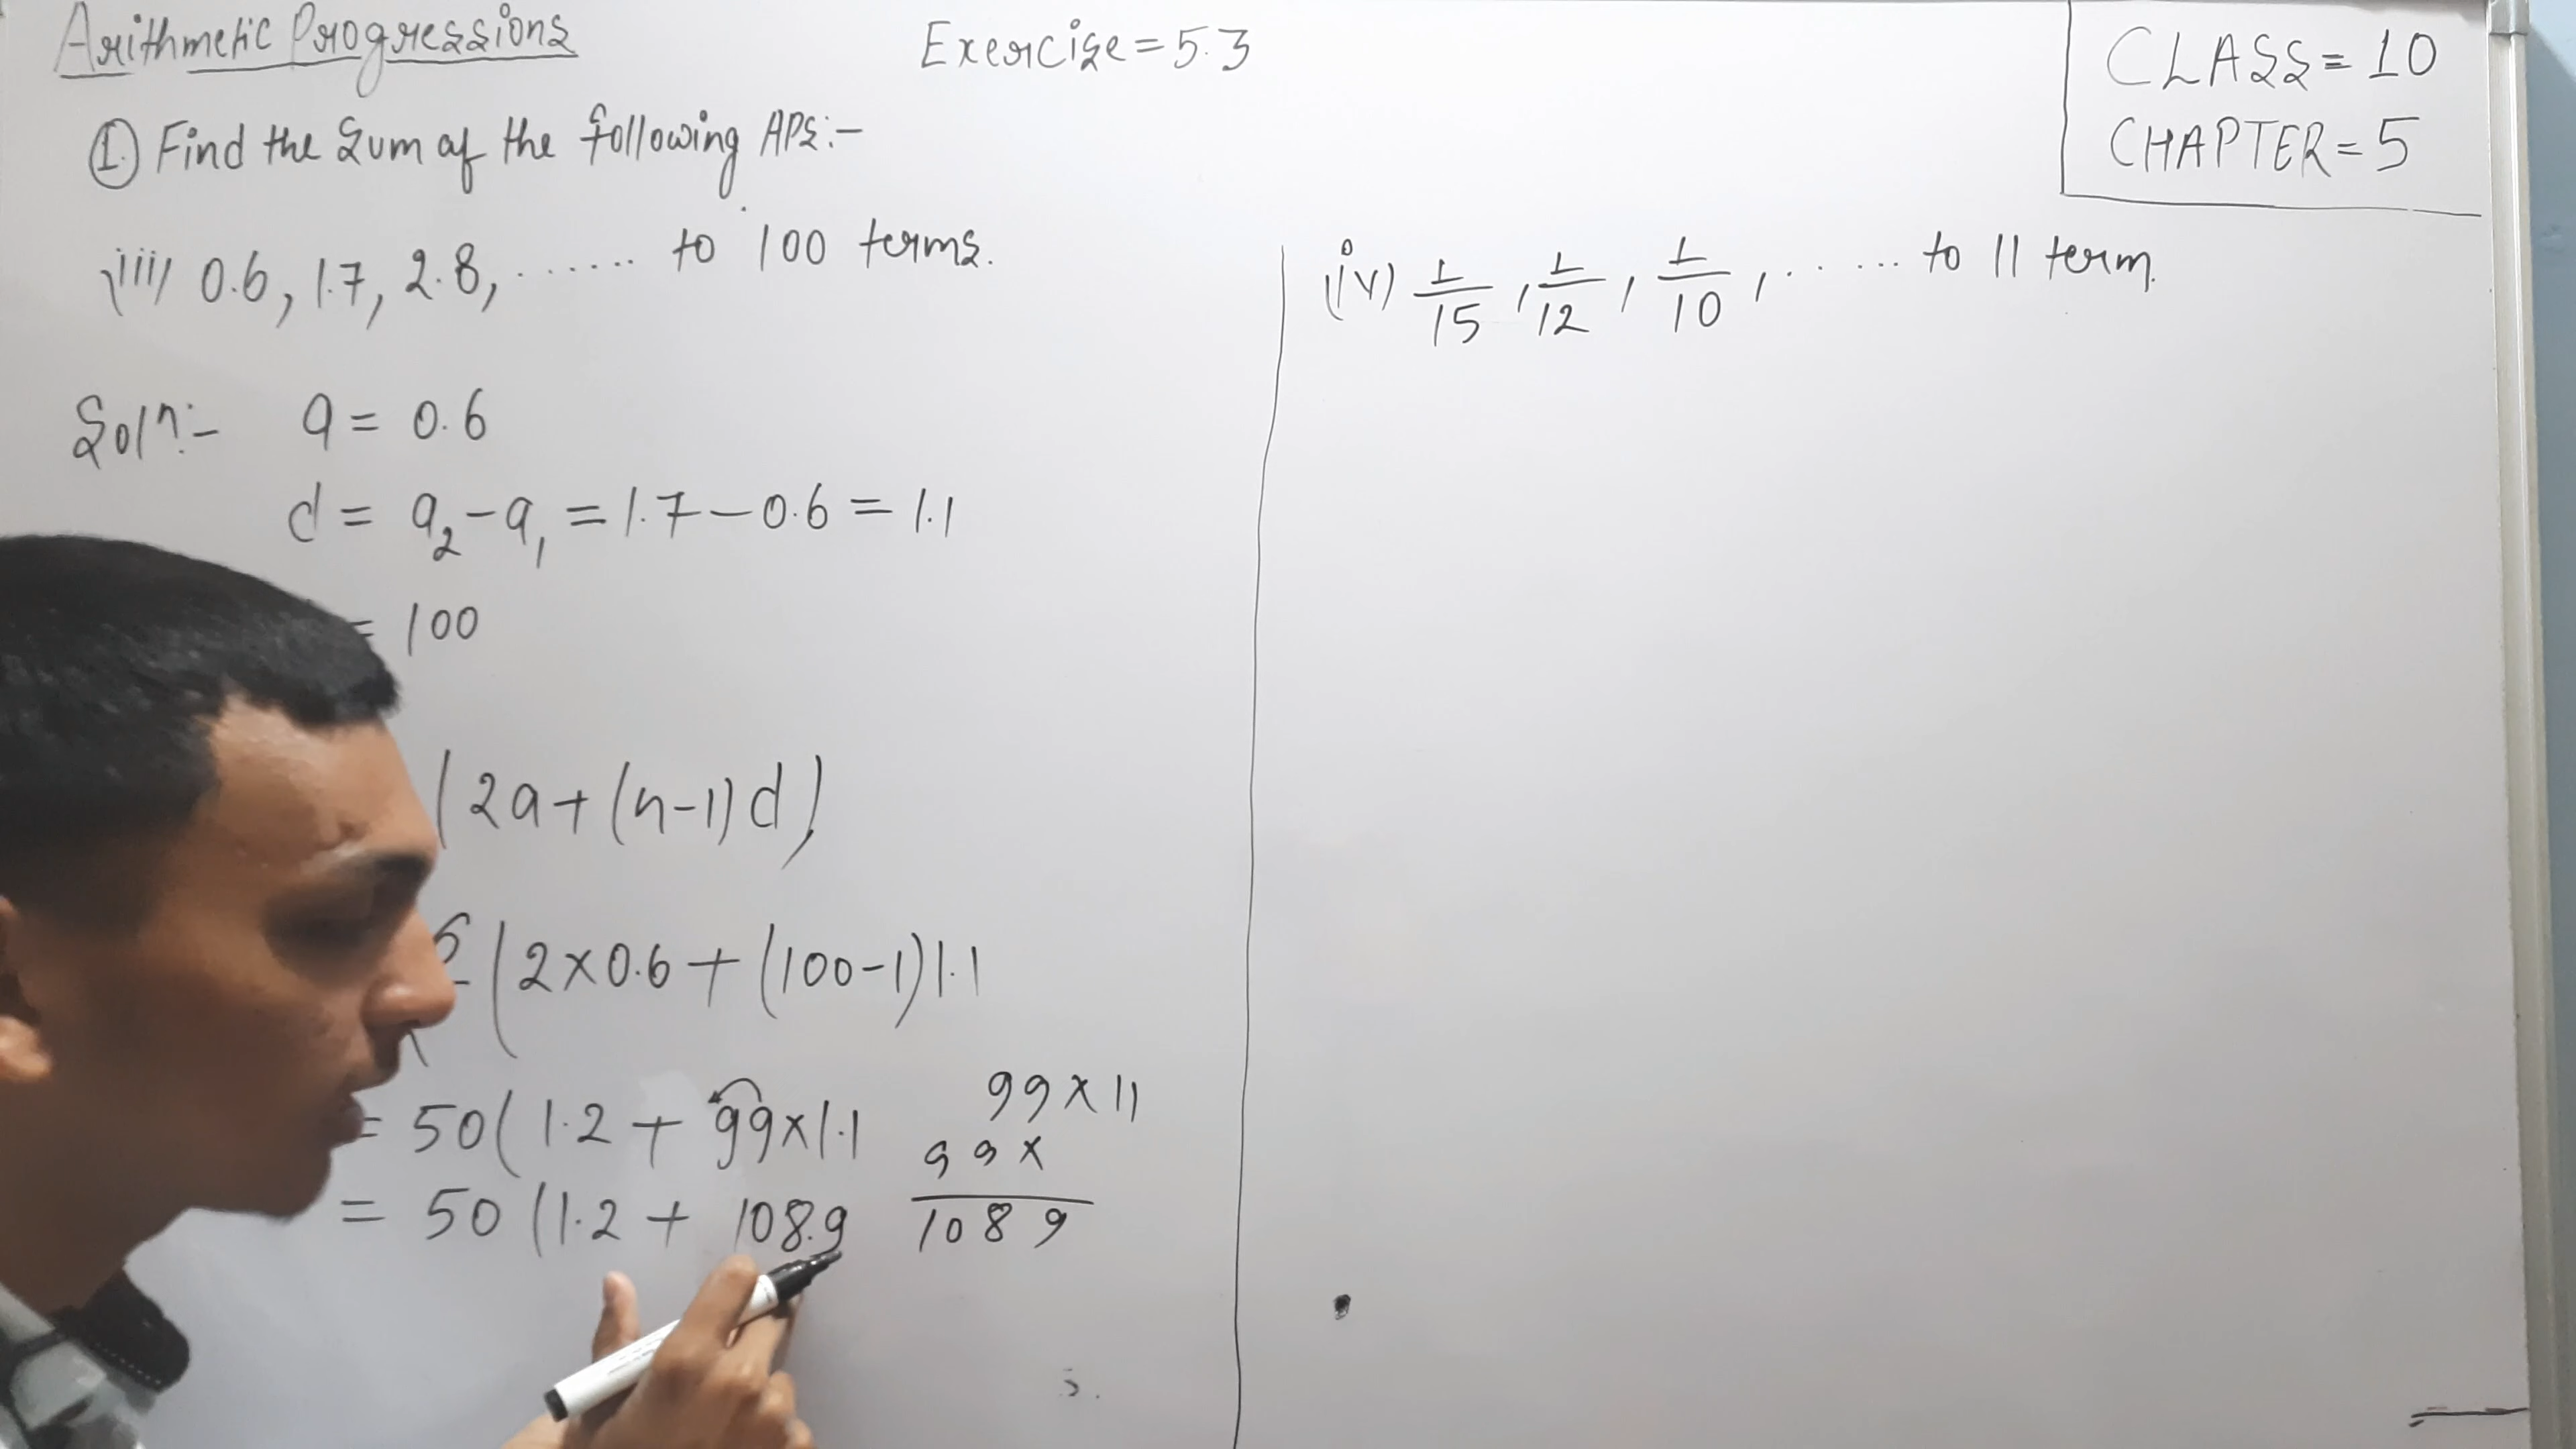 Arithmetic Progressions
Exercise = 5.3
CLASS = 10
CHAPTER = 5
① Find the Sum of the following APs:-
(iii) 0.6, 1.7, 2.8, ....... to 100 terms.
Soln:- a = 0.6
d = a₂ - a₁ = 1.7 - 0.6 = 1.1
= 100
(2a + (n-1)d)
(2×0.6 + (100-1)1.1
= 50(1.2 + 99×1.1
= 50(1.2 + 108.9
99×11
99×
1089
(iv) 1/15, 1/12, 1/10, ...... to 11 term.